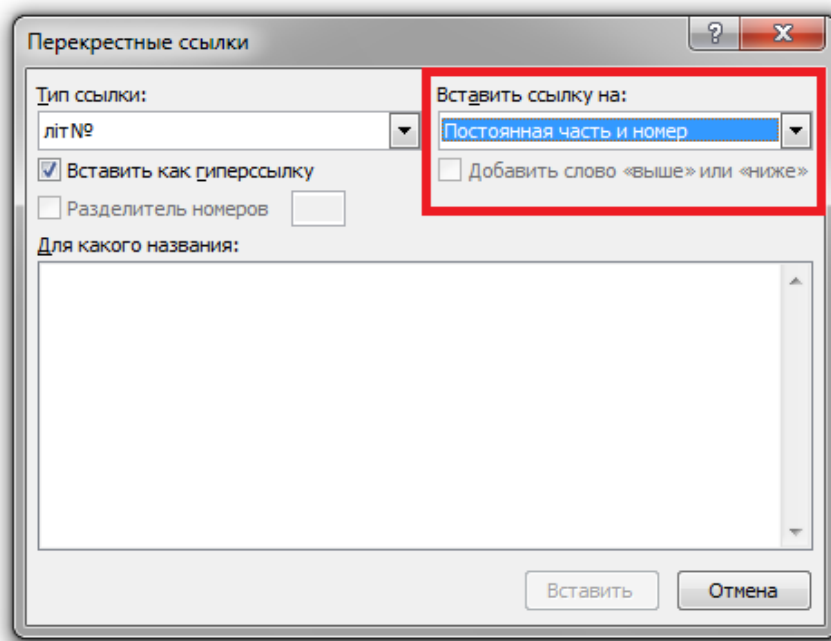 Перекрестные ссылки
Тип ссылки:
Вставить ссылку на:
літ№
Постоянная часть и номер
Вставить как гиперссылку
Добавить слово «выше» или «ниже»
Разделитель номеров
Для какого названия:
Вставить
Отмена